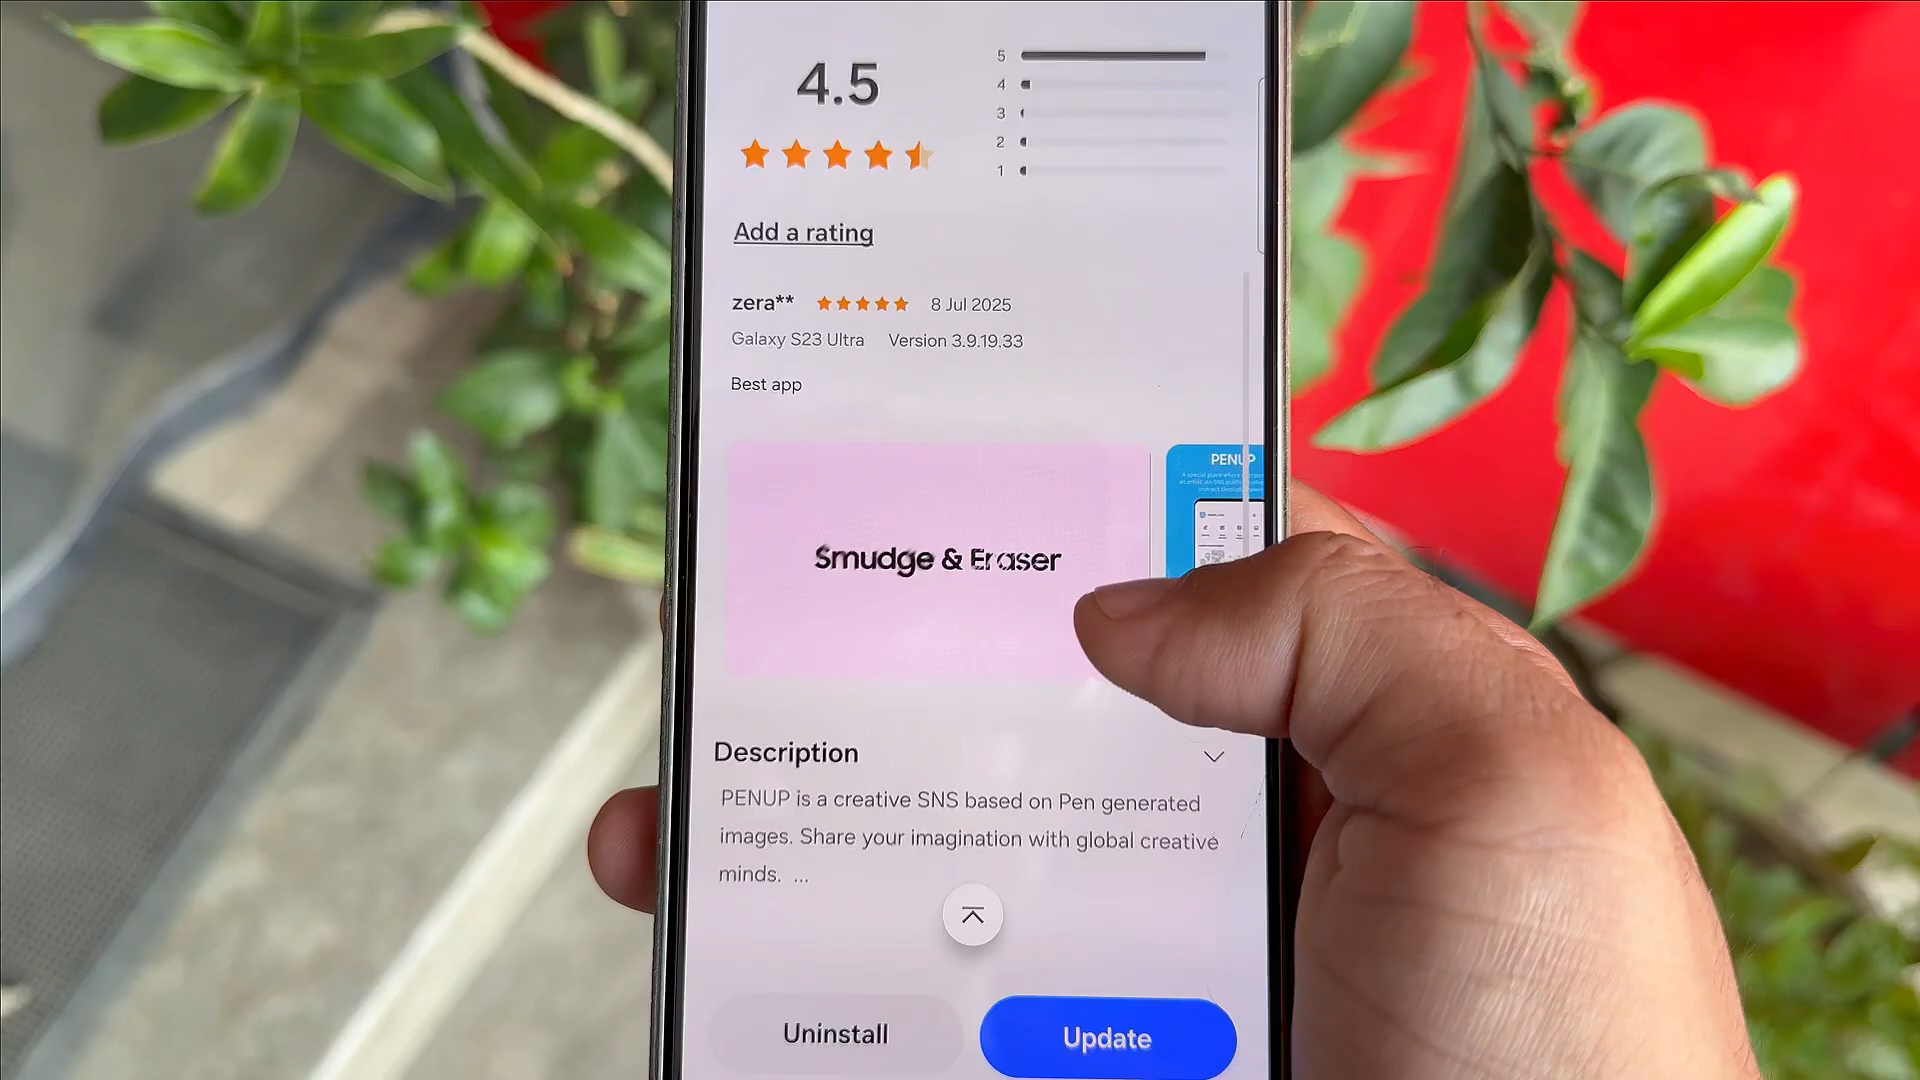 4.5
5
4
3
2
1
Add a rating
zera** 8 Jul 2025
Galaxy S23 Ultra Version 3.9.19.33
Best app
PENUP
Smudge & Eraser
Description
PENUP is a creative SNS based on Pen generated
images. Share your imagination with global creative
minds. ...
Uninstall
Update